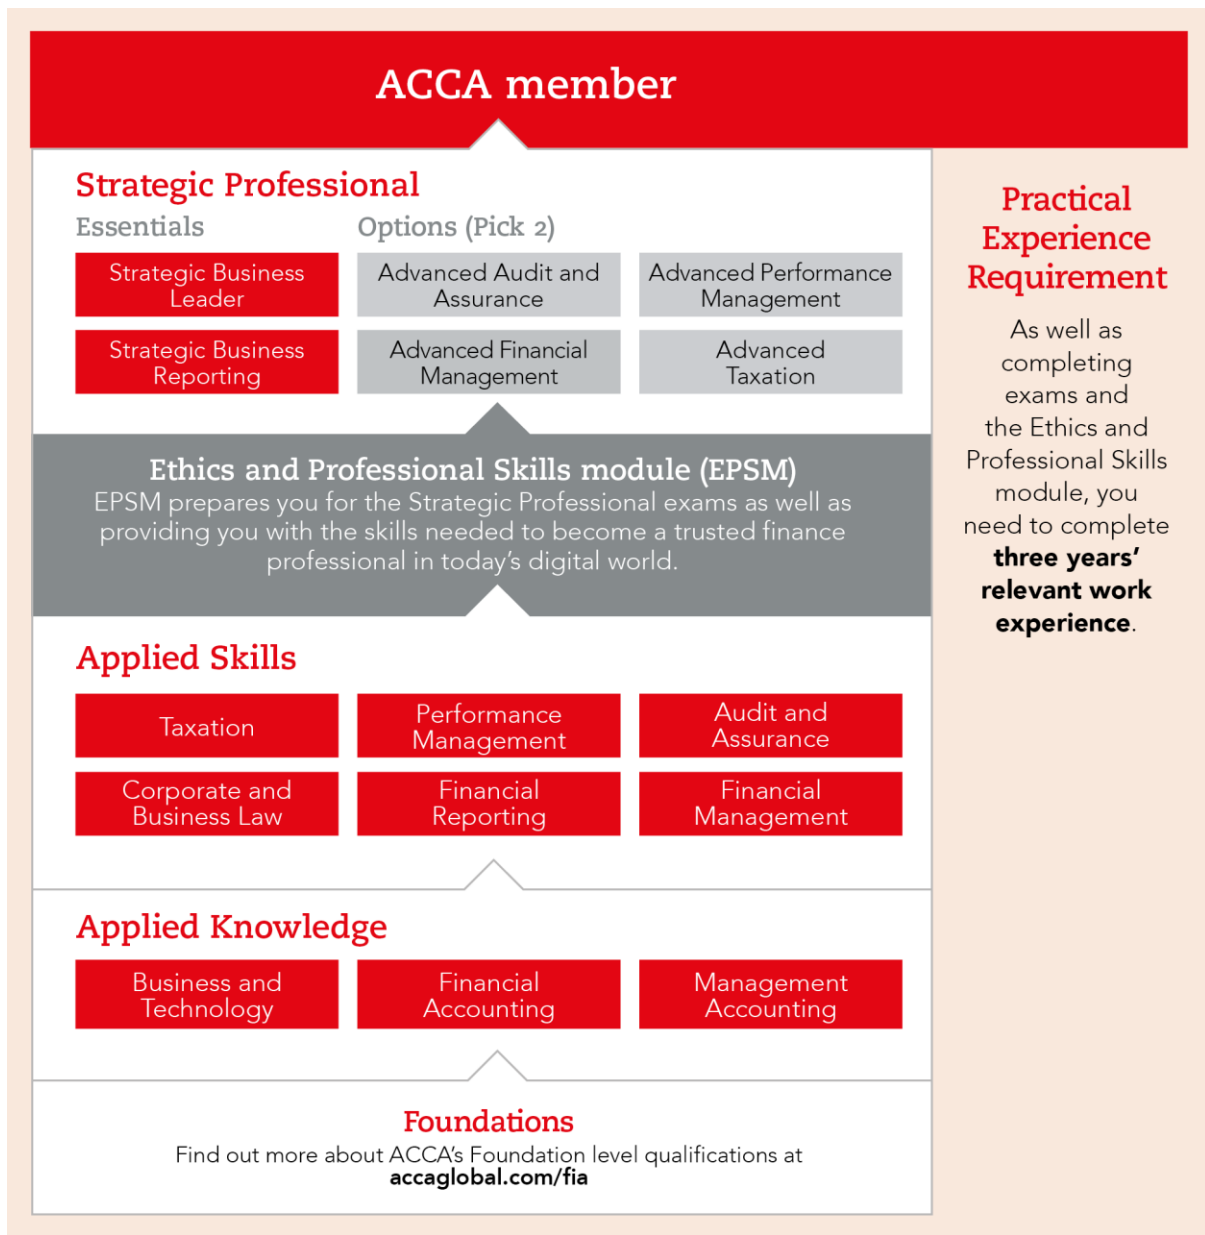 ACCA member
Strategic Professional
Essentials
Options (Pick 2)
Strategic Business
Leader
Advanced Audit and
Assurance
Advanced Performance
Management
Strategic Business
Reporting
Advanced Financial
Management
Advanced
Taxation
Ethics and Professional Skills module (EPSM)
EPSM prepares you for the Strategic Professional exams as well as
providing you with the skills needed to become a trusted finance
professional in today's digital world.
Applied Skills
Taxation
Performance
Management
Audit and
Assurance
Corporate and
Business Law
Financial
Reporting
Financial
Management
Applied Knowledge
Business and
Technology
Financial
Accounting
Management
Accounting
Foundations
Find out more about ACCA's Foundation level qualifications at
accaglobal.com/fia
Practical
Experience
Requirement
As well as
completing
exams and
the Ethics and
Professional Skills
module, you
need to complete
three years'
relevant work
experience.